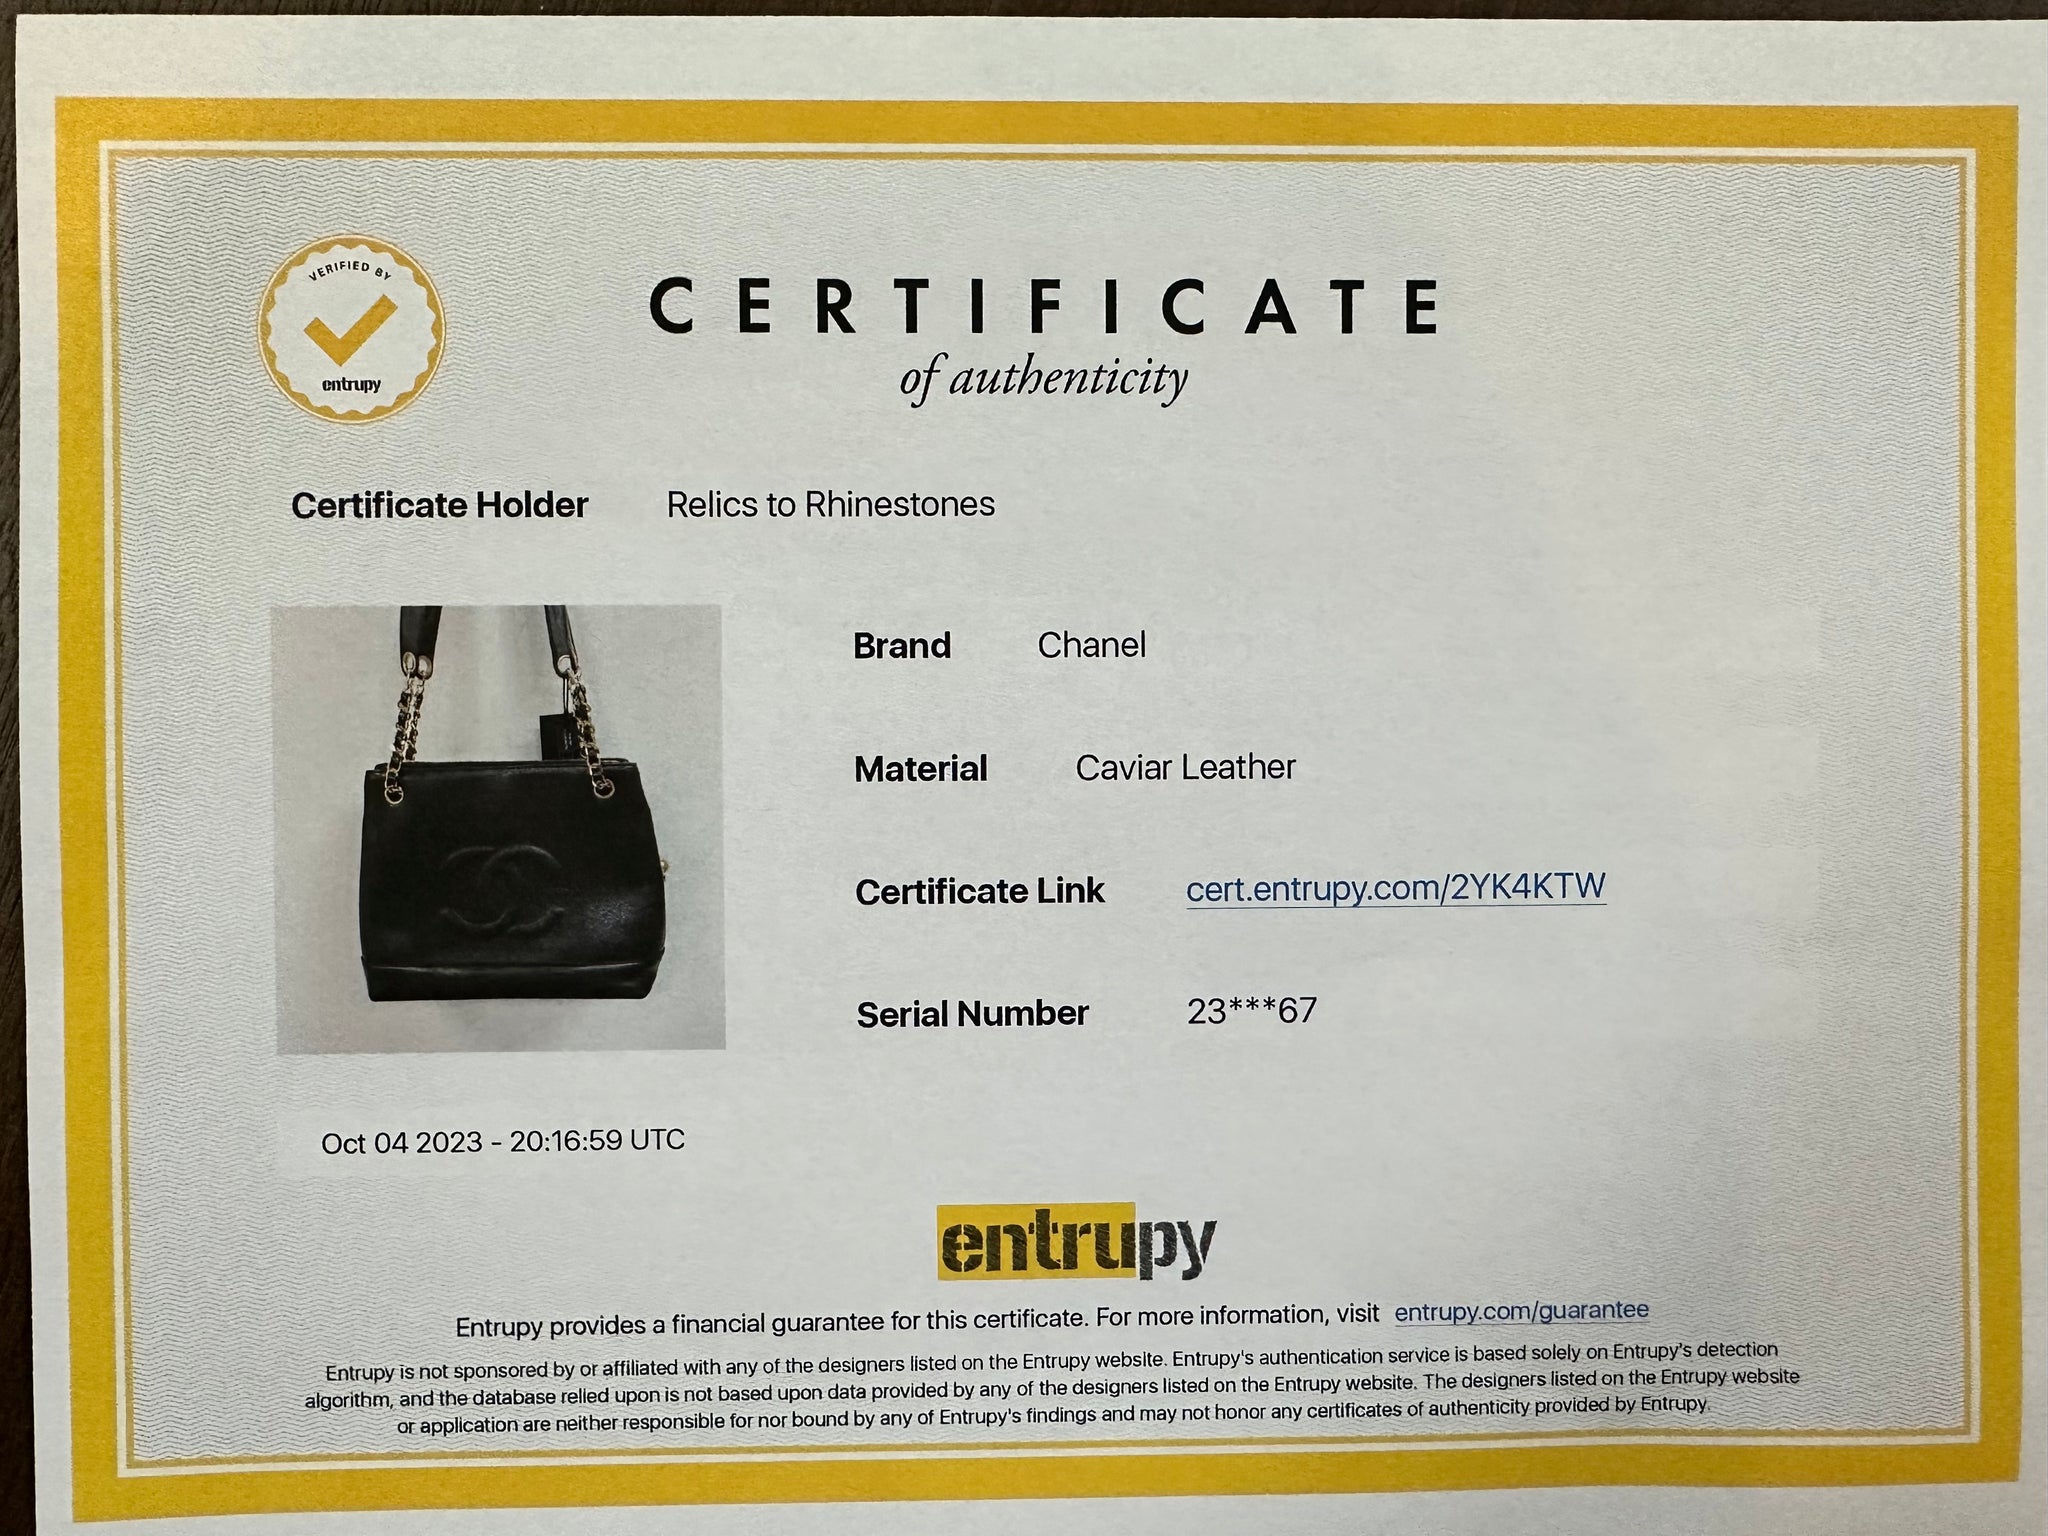 VERIFIED BY
entrupy
CERTIFICATE
of authenticity
Certificate Holder Relics to Rhinestones
Brand Chanel
Material Caviar Leather
Certificate Link cert.entrupy.com/2YK4KTW
Serial Number 23***67
Oct 04 2023 - 20:16:59 UTC
entrupy
Entrupy provides a financial guarantee for this certificate. For more information, visit entrupy.com/guarantee
Entrupy is not sponsored by or affiliated with any of the designers listed on the Entrupy website. Entrupy's authentication service is based solely on Entrupy's detection
algorithm, and the database relied upon is not based upon data provided by any of the designers listed on the Entrupy website. The designers listed on the Entrupy website
or application are neither responsible for nor bound by any of Entrupy's findings and may not honor any certificates of authenticity provided by Entrupy.